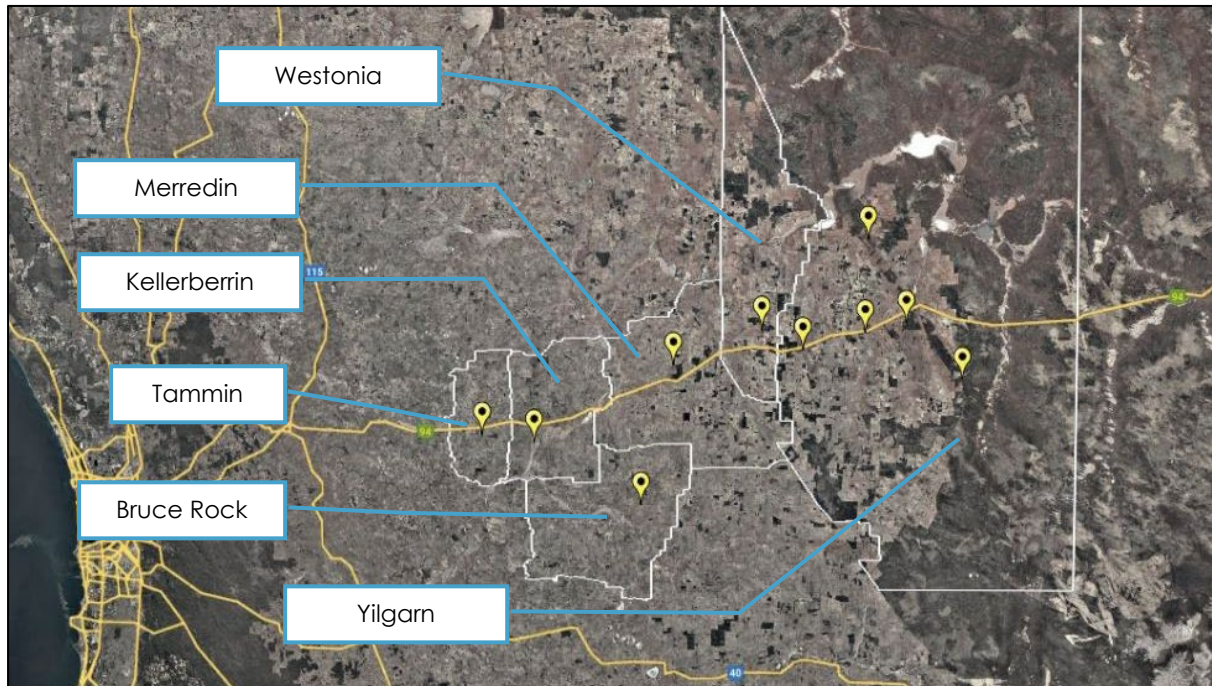 Westonia
Merredin
Kellerberrin
115
94
Tammin
94
Bruce Rock
Yilgarn
40